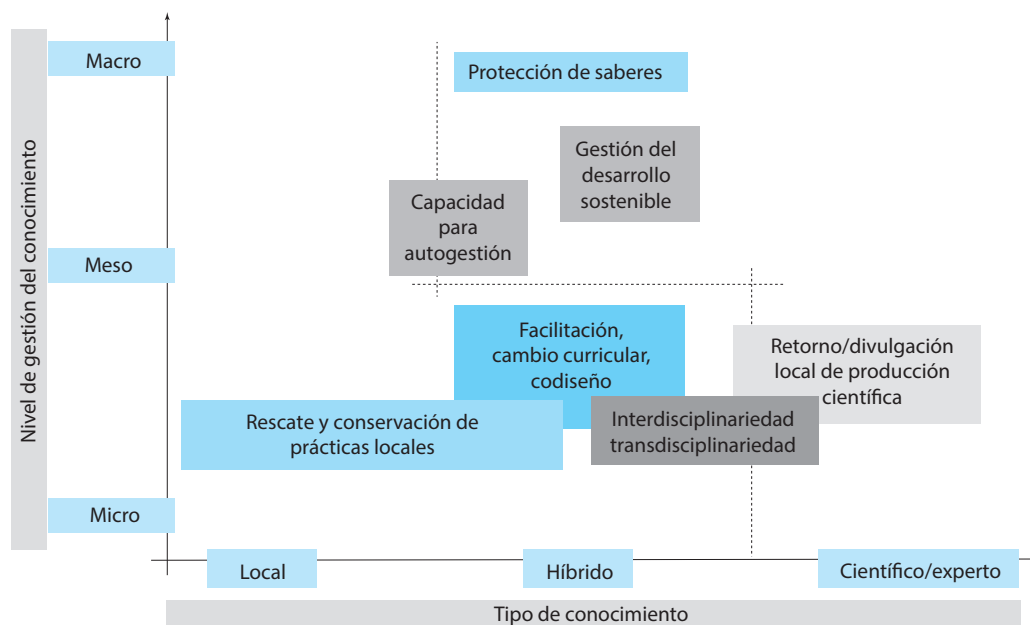 Nivel de gestión del conocimiento
Macro
Meso
Micro
Protección de saberes
Gestión del
desarrollo
sostenible
Capacidad
para
autogestión
Facilitación,
cambio curricular,
codiseño
Retorno/divulgación
local de producción
científica
Rescate y conservación de
prácticas locales
Interdisciplinariedad
transdisciplinariedad
Local
Híbrido
Científico/experto
Tipo de conocimiento